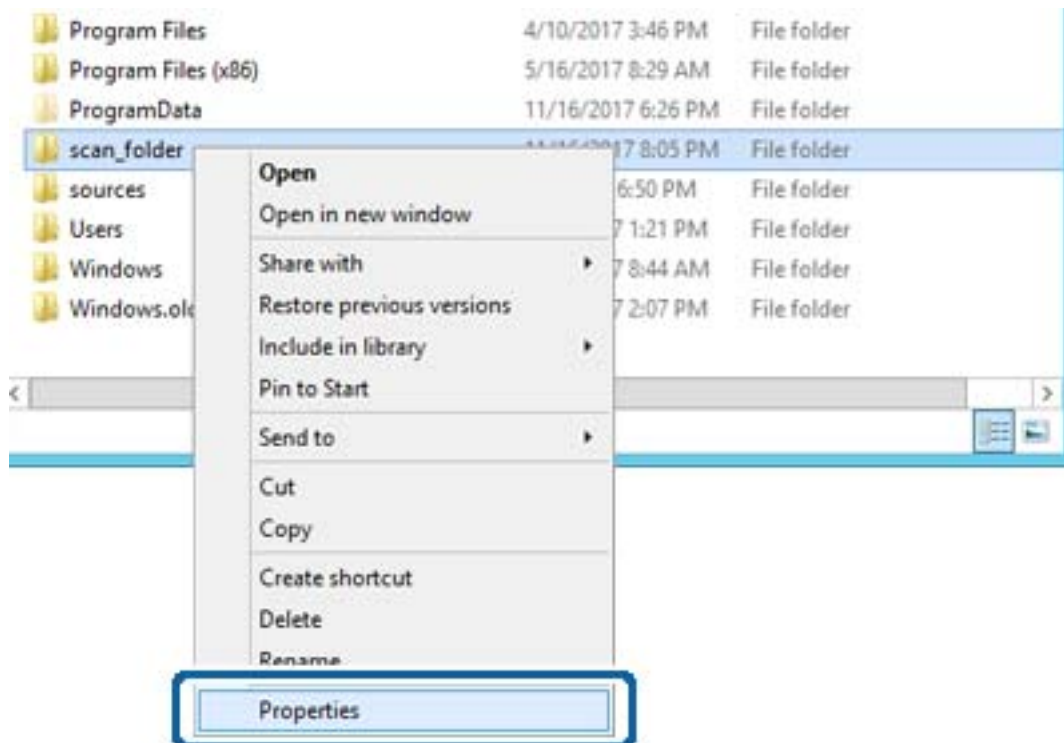 Program Files 4/10/2017 3:46 PM File folder
Program Files (x86) 5/16/2017 8:29 AM File folder
ProgramData 11/16/2017 6:26 PM File folder
scan_folder 7 8:05 PM File folder
sources 6:50 PM File folder
Users 7 1:21 PM File folder
Windows 7 8:44 AM File folder
Windows.old 7 2:07 PM File folder
Open
Open in new window
Share with
Restore previous versions
Include in library
Pin to Start
Send to
Cut
Copy
Create shortcut
Delete
Rename
Properties